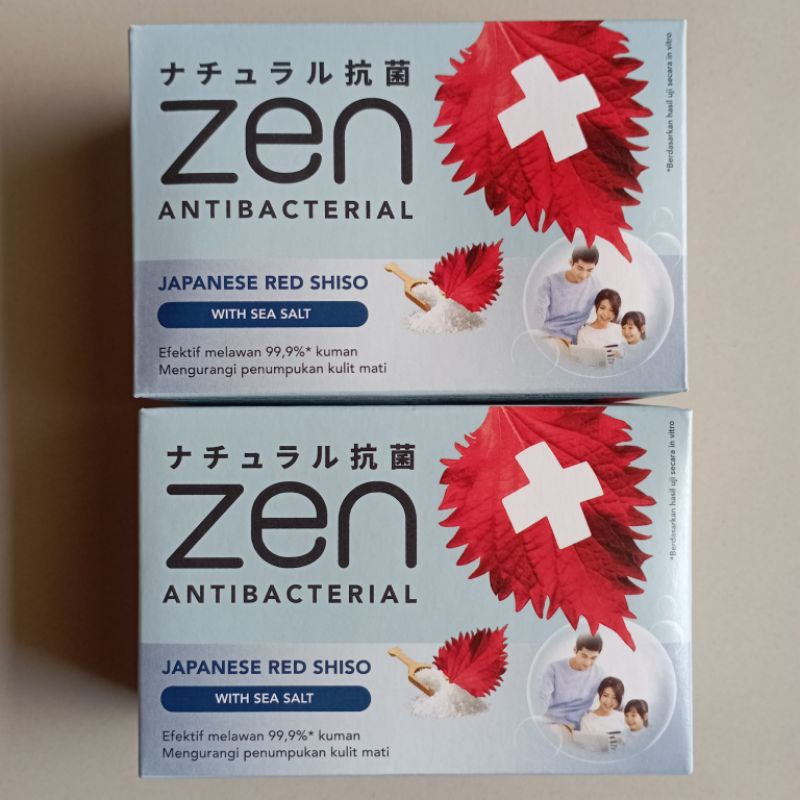 ナチュラル抗菌
zen
ANTIBACTERIAL
JAPANESE RED SHISO
WITH SEA SALT
Efektif melawan 99,9%* kuman
Mengurangi penumpukan kulit mati
*Berdasarkan hasil uji secara in vitro
ナチュラル抗菌
zen
ANTIBACTERIAL
JAPANESE RED SHISO
WITH SEA SALT
Efektif melawan 99,9%* kuman
Mengurangi penumpukan kulit mati
*Berdasarkan hasil uji secara in vitro